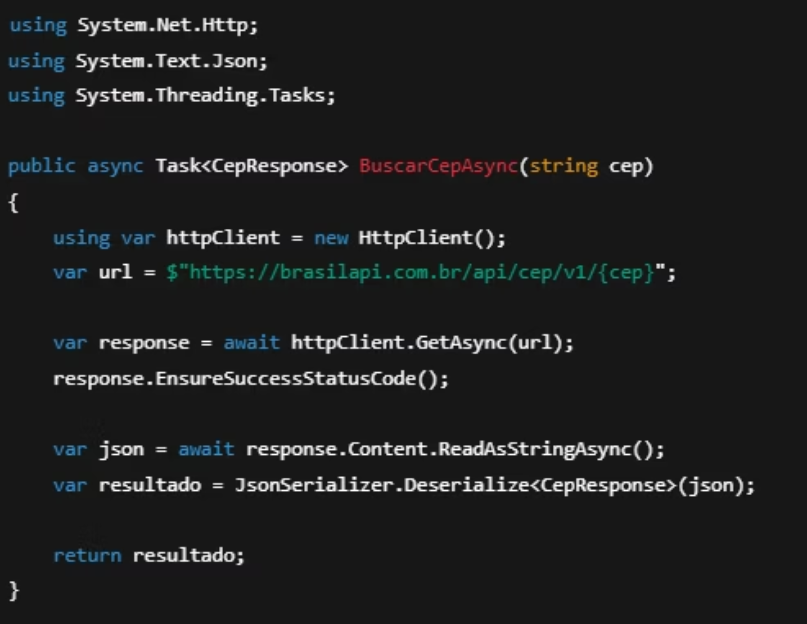 using System.Net.Http;
using System.Text.Json;
using System.Threading.Tasks;
public async Task<CepResponse> BuscarCepAsync(string cep)
{
using var httpClient = new HttpClient();
var url = $"https://brasilapi.com.br/api/cep/v1/{cep}";
var response = await httpClient.GetAsync(url);
response.EnsureSuccessStatusCode();
var json = await response.Content.ReadAsStringAsync();
var resultado = JsonSerializer.Deserialize<CepResponse>(json);
return resultado;
}